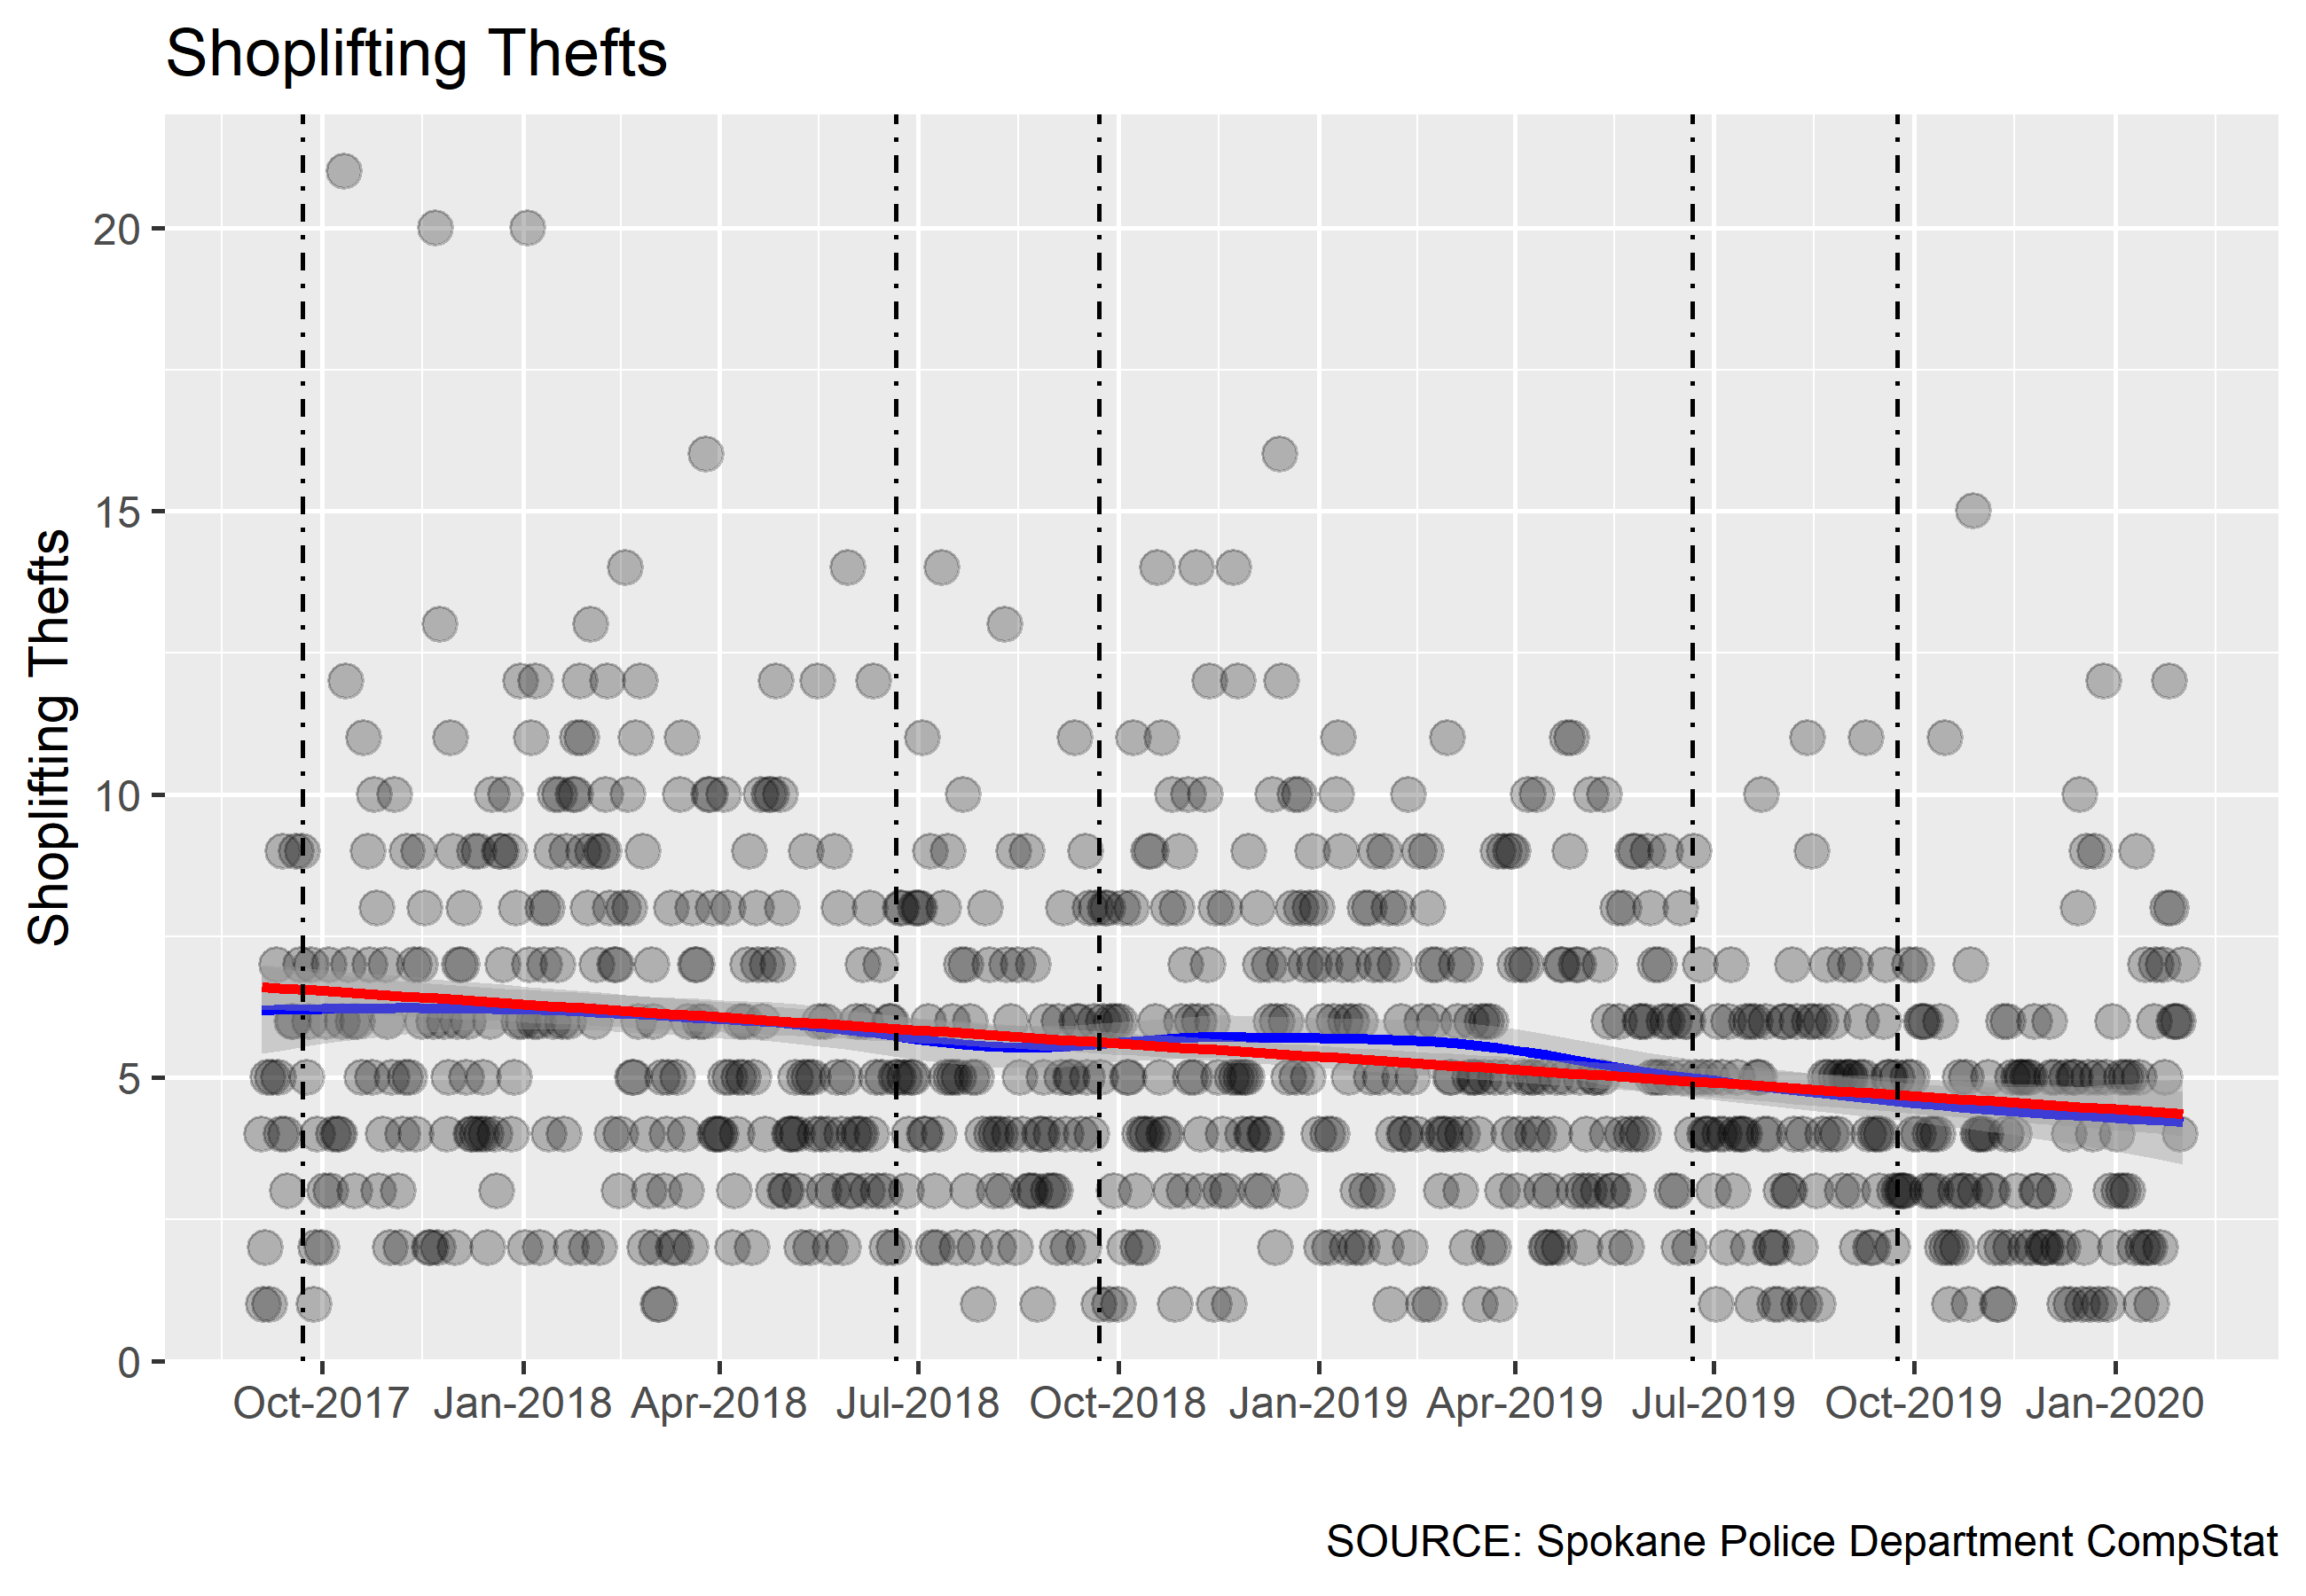 Shoplifting Thefts
Shoplifting Thefts
20
15
10
5
0
Oct-2017 Jan-2018 Apr-2018 Jul-2018 Oct-2018 Jan-2019 Apr-2019 Jul-2019 Oct-2019 Jan-2020
SOURCE: Spokane Police Department CompStat